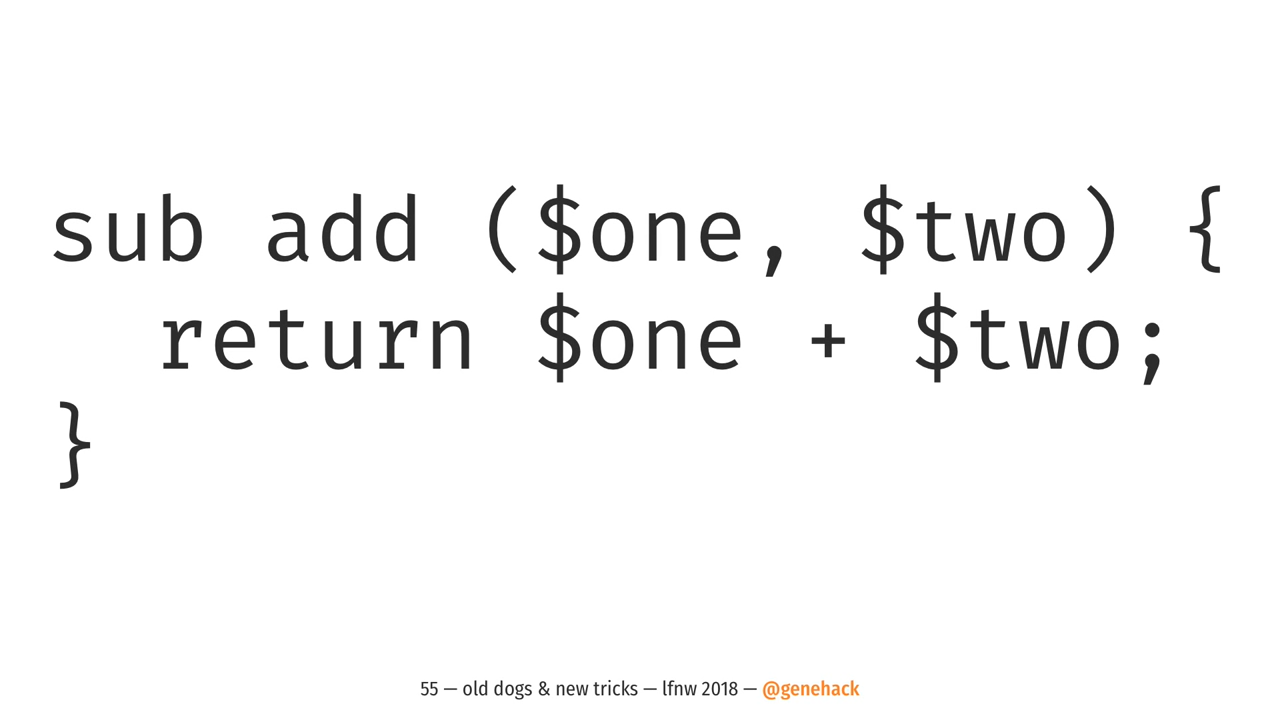 sub add ($one, $two) {
  return $one + $two;
}
55 — old dogs & new tricks — lfnw 2018 — @genehack